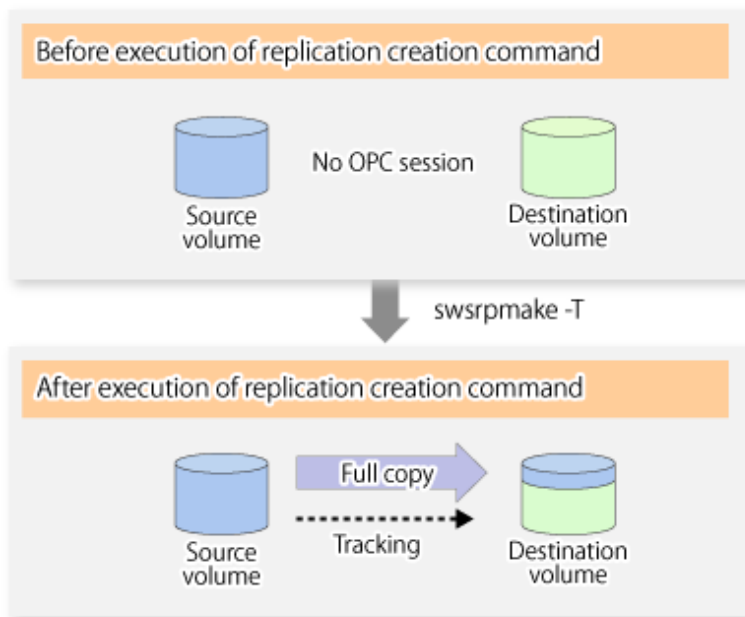 Before execution of replication creation command
No OPC session
Source
volume
Destination
volume
swsrpmake -T
After execution of replication creation command
Full copy
Tracking
Source
volume
Destination
volume